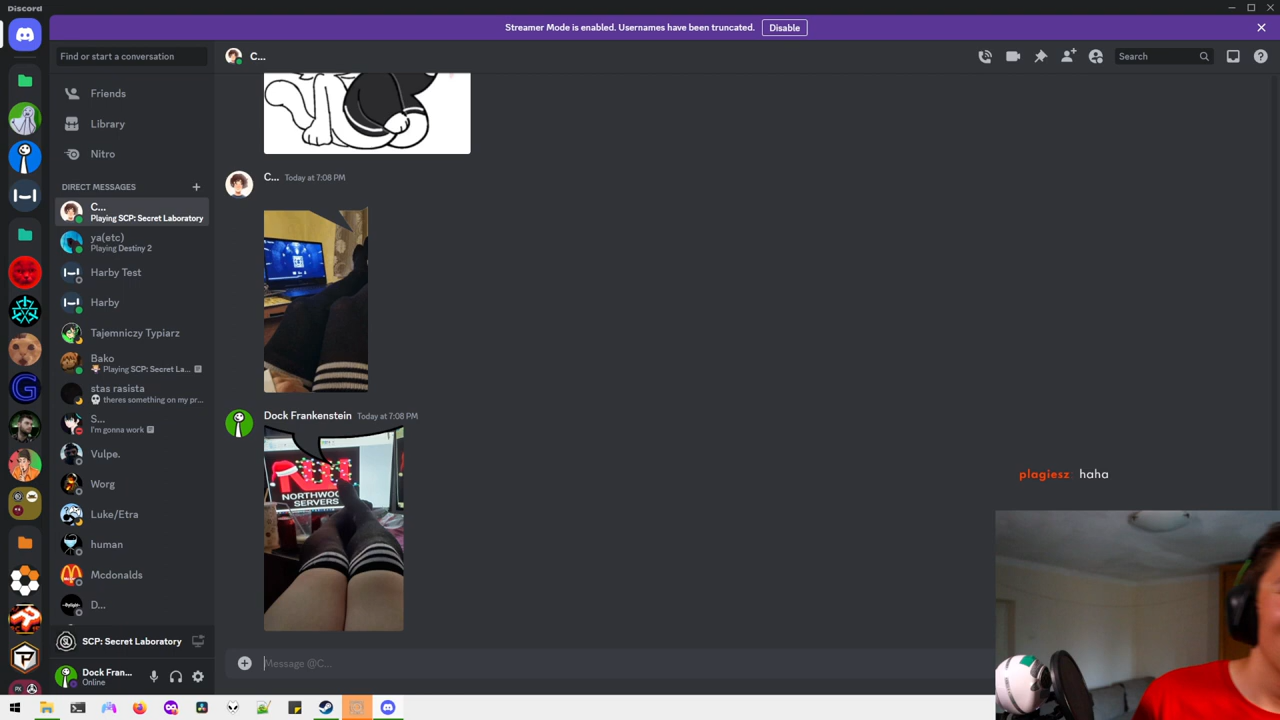 Discord
Streamer Mode is enabled. Usernames have been truncated.
Disable
Find or start a conversation
C...
Search
Friends
Library
Nitro
DIRECT MESSAGES
C...
Playing SCP: Secret Laboratory
ya(etc)
Playing Destiny 2
Harby Test
Harby
Tajemniczy Typiarz
Bako
Playing SCP: Secret La...
stas rasista
theres something on my pr...
S...
I'm gonna work
Vulpe.
Worg
Luke/Etra
human
Mcdonalds
D...
SCP: Secret Laboratory
Dock Fran...
Online
C...
Today at 7:08 PM
Dock Frankenstein
Today at 7:08 PM
NORTHWOOD
SERVERS
Message @C...
plagiesz: haha